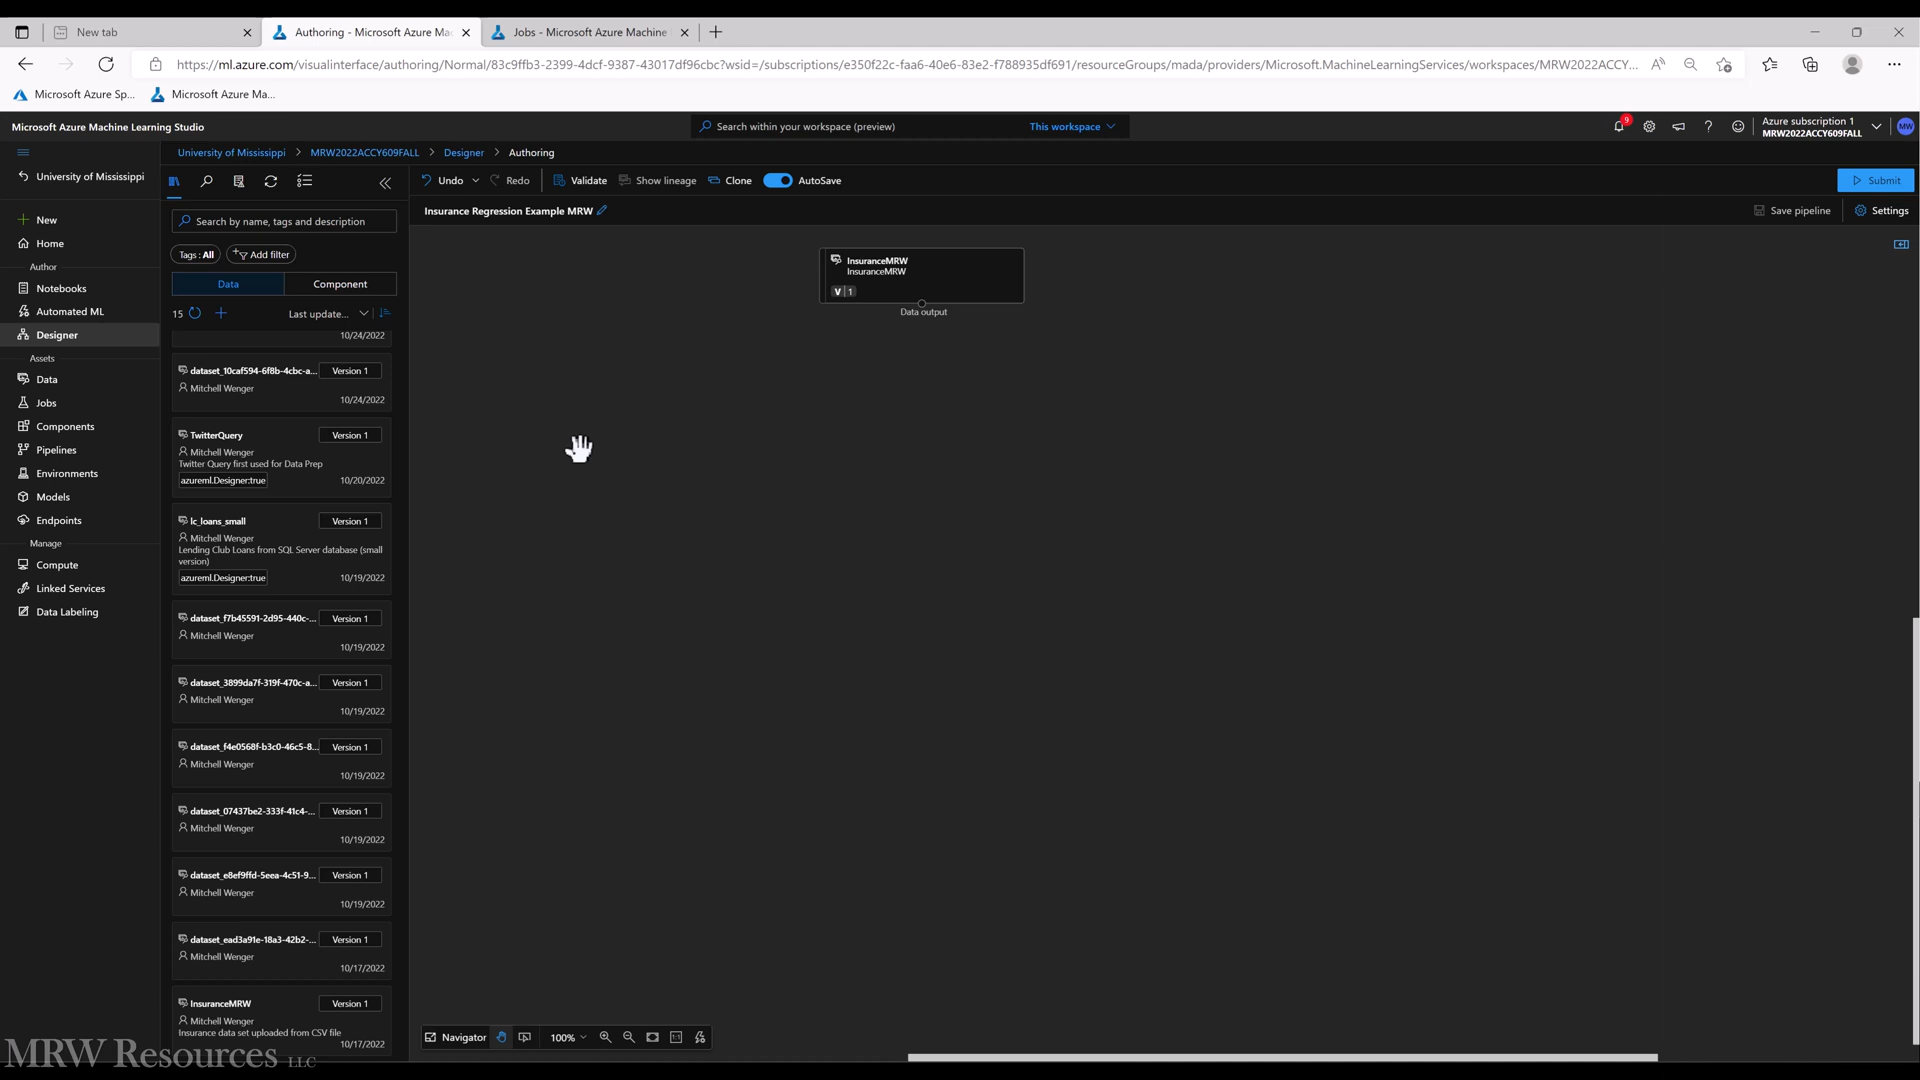 New tab
Authoring - Microsoft Azure Ma
Jobs - Microsoft Azure Machine
https://ml.azure.com/visualinterface/authoring/Normal/83c9ffb3-2399-4dcf-9387-43017df96cbc?wsid=/subscriptions/e350f22c-faa6-40e6-83e2-f788935df691/resourceGroups/mada/providers/Microsoft.MachineLearningServices/workspaces/MRW2022ACCY...
Microsoft Azure Sp...
Microsoft Azure Ma...
Microsoft Azure Machine Learning Studio
Search within your workspace (preview)
This workspace
9
Azure subscription 1
MRW2022ACCY609FALL
MW
University of Mississippi
New
Home
Author
Notebooks
Automated ML
Designer
Assets
Data
Jobs
Components
Pipelines
Environments
Models
Endpoints
Manage
Compute
Linked Services
Data Labeling
University of Mississippi > MRW2022ACCY609FALL > Designer > Authoring
Search by name, tags and description
Tags : All
Add filter
Data
Component
15
Last update...
10/24/2022
dataset_10caf594-6f8b-4cbc-a... Version 1
Mitchell Wenger
10/24/2022
TwitterQuery Version 1
Mitchell Wenger
Twitter Query first used for Data Prep
azureml.Designer:true 10/20/2022
lc_loans_small Version 1
Mitchell Wenger
Lending Club Loans from SQL Server database (small
version)
azureml.Designer:true 10/19/2022
dataset_f7b45591-2d95-440c-... Version 1
Mitchell Wenger
10/19/2022
dataset_3899da7f-319f-470c-a... Version 1
Mitchell Wenger
10/19/2022
dataset_f4e0568f-b3c0-46c5-8... Version 1
Mitchell Wenger
10/19/2022
dataset_07437be2-333f-41c4-... Version 1
Mitchell Wenger
10/19/2022
dataset_e8ef9ffd-5eea-4c51-9... Version 1
Mitchell Wenger
10/19/2022
dataset_ead3a91e-18a3-42b2-... Version 1
Mitchell Wenger
10/17/2022
InsuranceMRW Version 1
Mitchell Wenger
Insurance data set uploaded from CSV file
10/17/2022
Undo
Redo
Validate
Show lineage
Clone
AutoSave
Submit
Insurance Regression Example MRW
Save pipeline
Settings
InsuranceMRW
InsuranceMRW
V 1
Data output
Navigator
100%
MRW Resources LLC